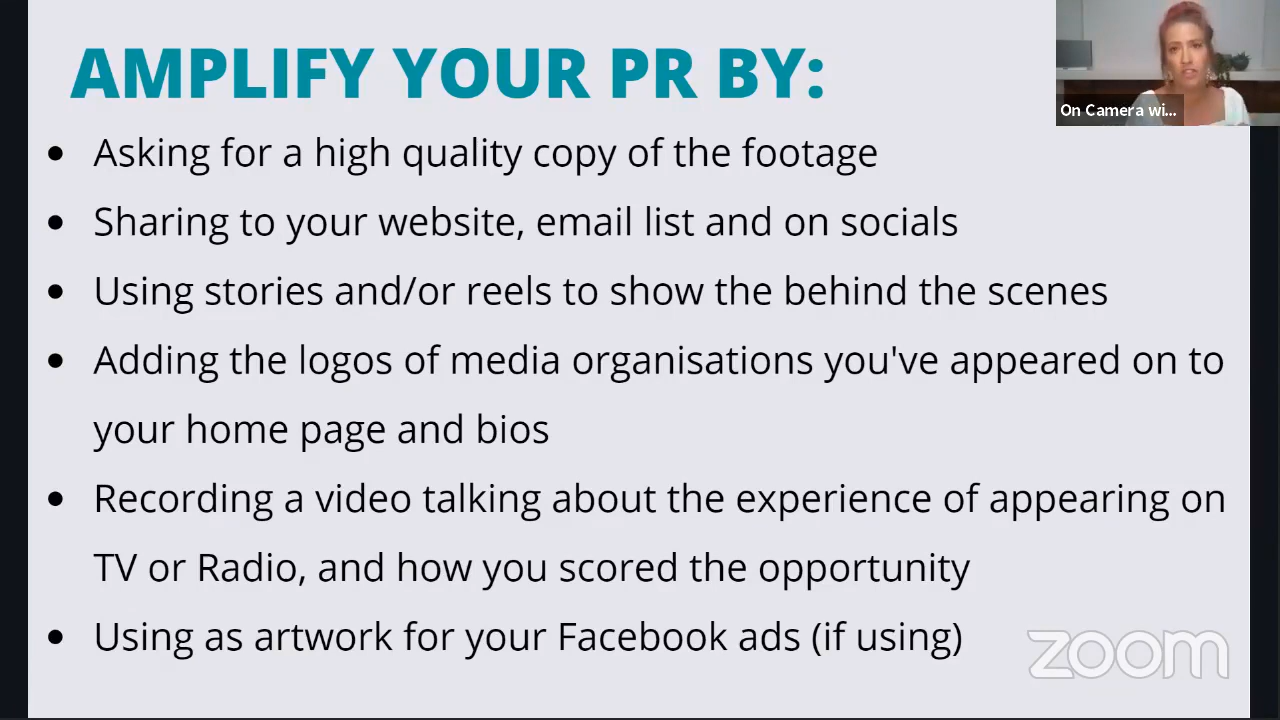 AMPLIFY YOUR PR BY:
On Camera wi...
• Asking for a high quality copy of the footage
• Sharing to your website, email list and on socials
• Using stories and/or reels to show the behind the scenes
• Adding the logos of media organisations you've appeared on to
your home page and bios
• Recording a video talking about the experience of appearing on
TV or Radio, and how you scored the opportunity
• Using as artwork for your Facebook ads (if using)
zoom